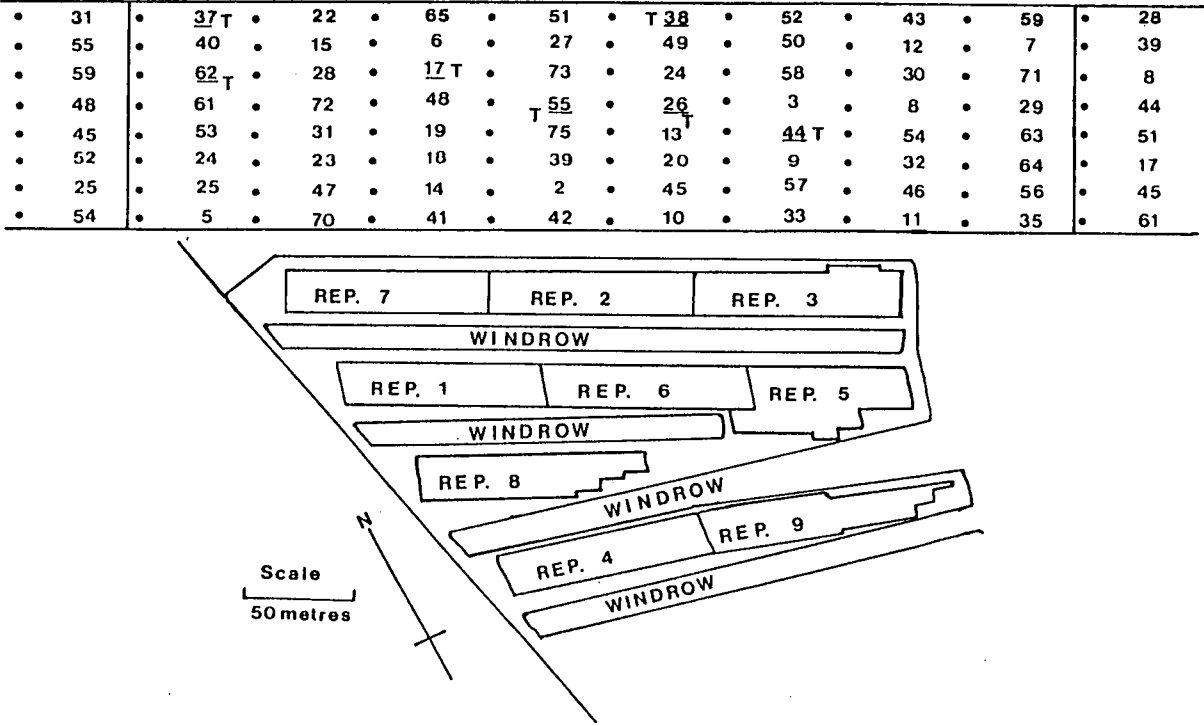 • 31 • 37 T • 22 • 65 • 51 • T 38 • 52 • 43 • 59 • 28
• 55 • 40 • 15 • 6 • 27 • 49 • 50 • 12 • 7 • 39
• 59 • 62 T • 28 • 17 T • 73 • 24 • 58 • 30 • 71 • 8
• 48 • 61 • 72 • 48 • T 55 • 26 T • 3 • 8 • 29 • 44
• 45 • 53 • 31 • 19 • 75 • 13 • 44 T • 54 • 63 • 51
• 52 • 24 • 23 • 18 • 39 • 20 • 9 • 32 • 64 • 17
• 25 • 25 • 47 • 14 • 2 • 45 • 57 • 46 • 56 • 45
• 54 • 5 • 70 • 41 • 42 • 10 • 33 • 11 • 35 • 61
REP. 7 REP. 2 REP. 3
WINDROW
REP. 1 REP. 6 REP. 5
WINDROW
REP. 8
WINDROW
REP. 4 REP. 9
WINDROW
N
Scale
50 metres